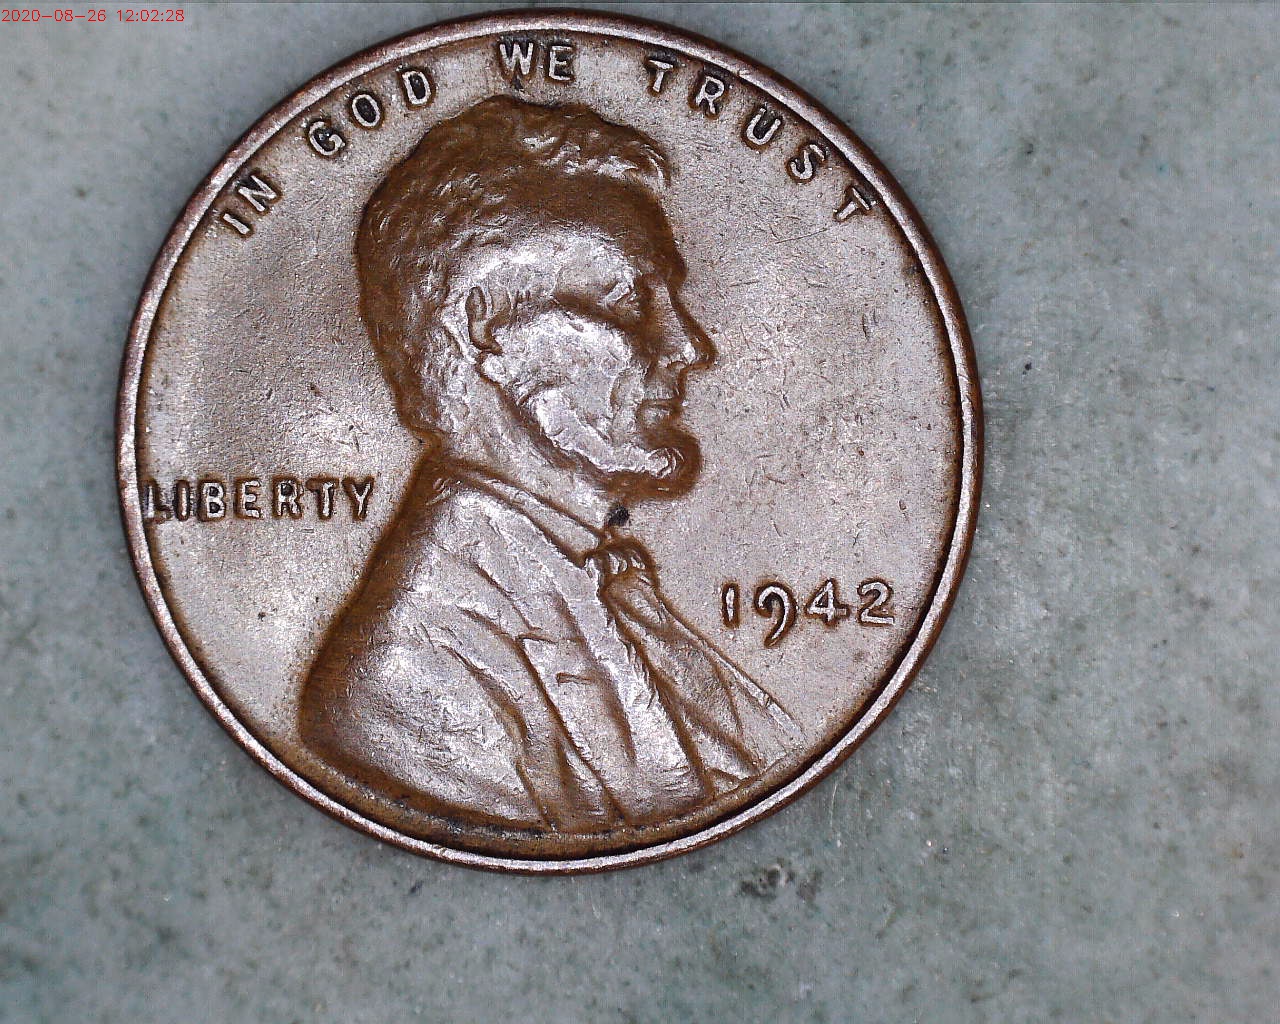 2020-08-26 12:02:28
IN GOD WE TRUST
LIBERTY
1942